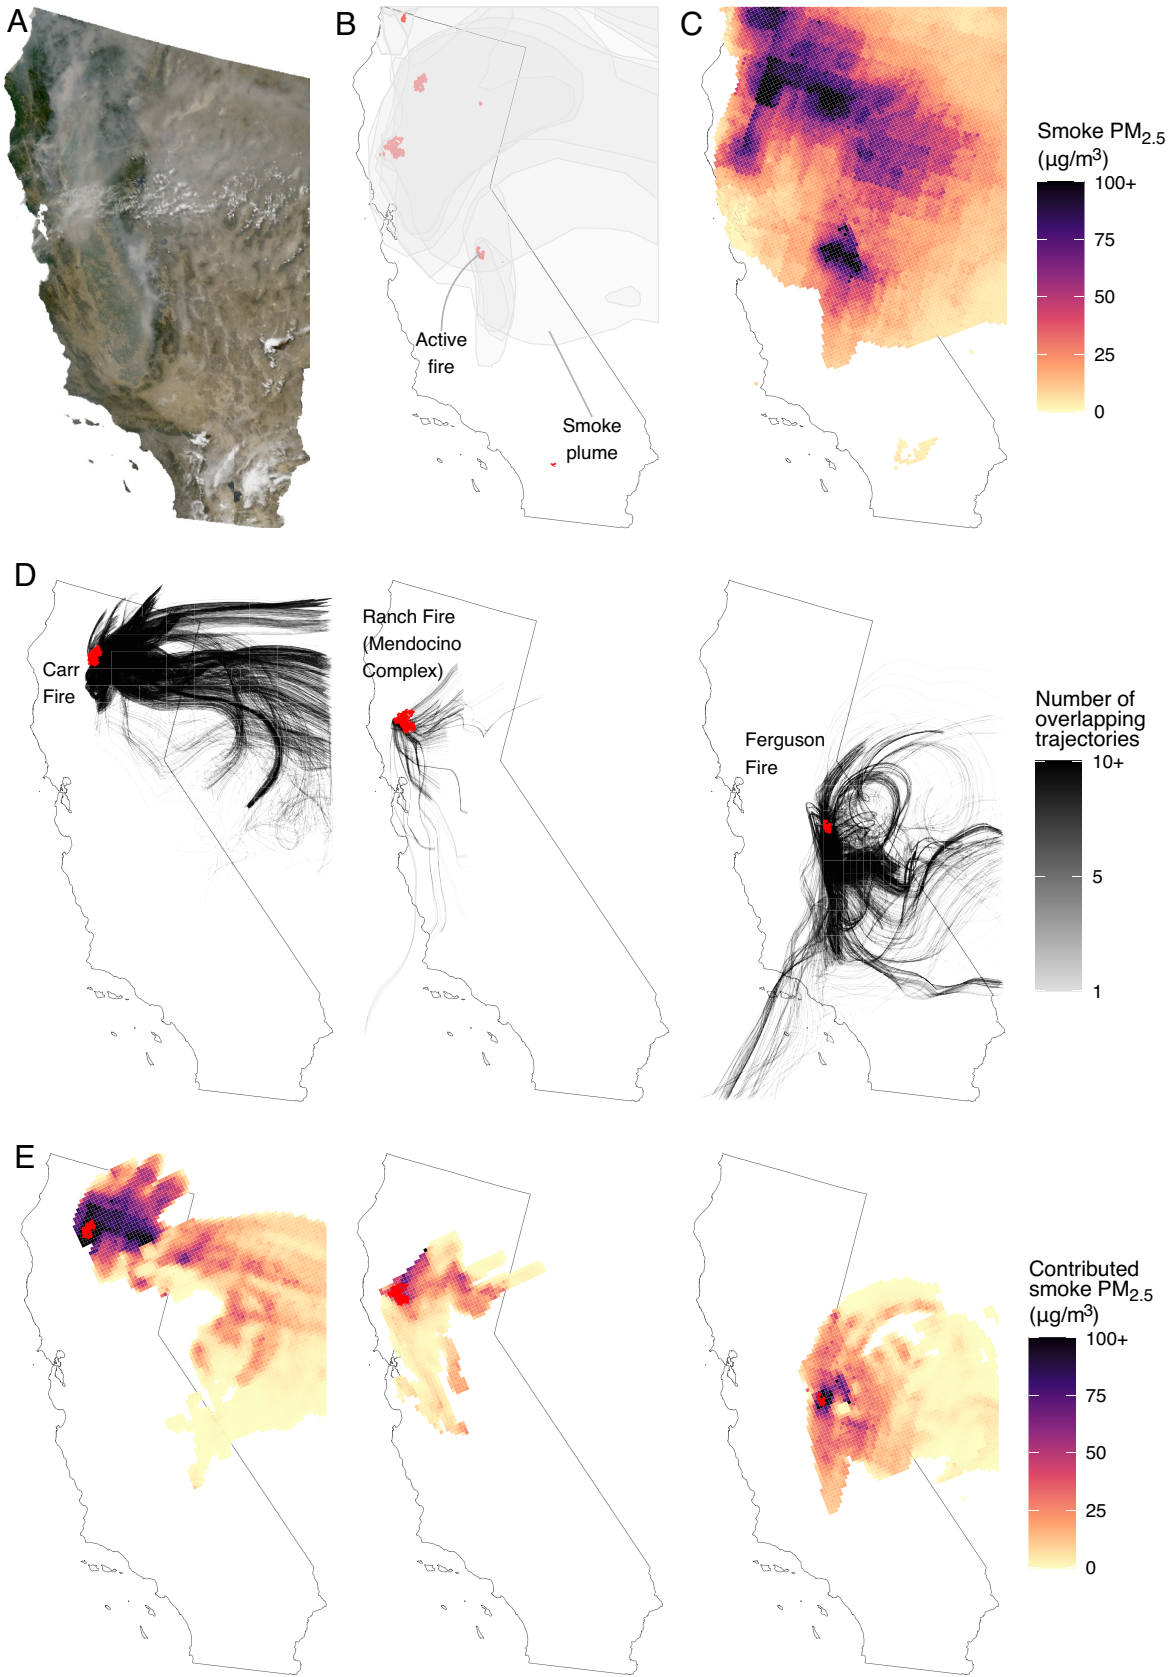 A
B
C
Active
fire
Smoke
plume
Smoke PM2.5
(µg/m³)
100+
75
50
25
0
D
Carr
Fire
Ranch Fire
(Mendocino
Complex)
Ferguson
Fire
Number of
overlapping
trajectories
10+
5
1
E
Contributed
smoke PM2.5
(µg/m³)
100+
75
50
25
0